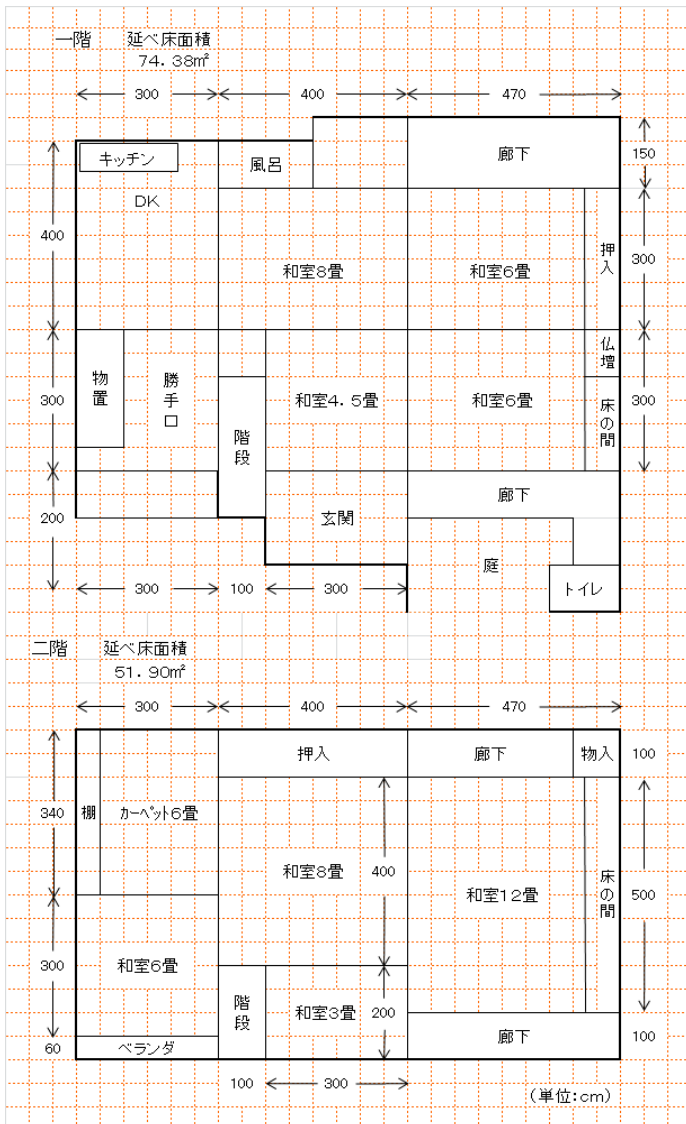 一階 延べ床面積
74．38㎡
300 400 470
キッチン
風呂
廊下
150
DK
400
和室8畳
和室6畳
押入
300
物置
勝手口
階段
和室4．5畳
和室6畳
仏壇
床の間
300
300
200
玄関
廊下
庭
トイレ
300 100 300
二階 延べ床面積
51．90㎡
300 400 470
押入
廊下
物入
100
340
棚
カーペット6畳
和室8畳
400
和室12畳
床の間
500
300
和室6畳
階段
和室3畳
200
廊下
100
60
ベランダ
100 300
（単位:cm）